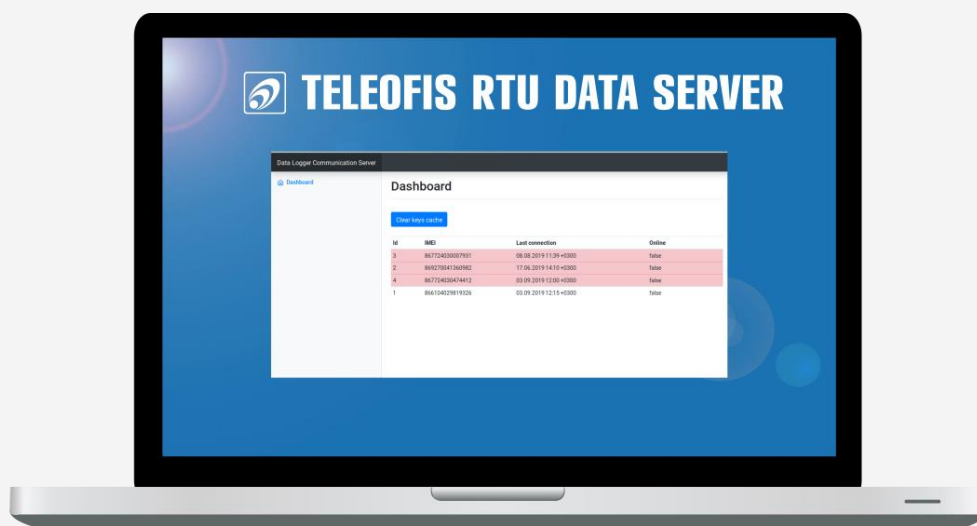 TELEOFIS RTU DATA SERVER
Data Logger Communication Server
Dashboard
Dashboard
Clear keys cache
Id IMEI Last connection Online
3 867724030007931 08.08.2019 11:39 +0300 false
2 869270041360982 17.06.2019 14:10 +0300 false
4 867724030474412 03.09.2019 12:00 +0300 false
1 866104029819326 03.09.2019 12:15 +0300 false